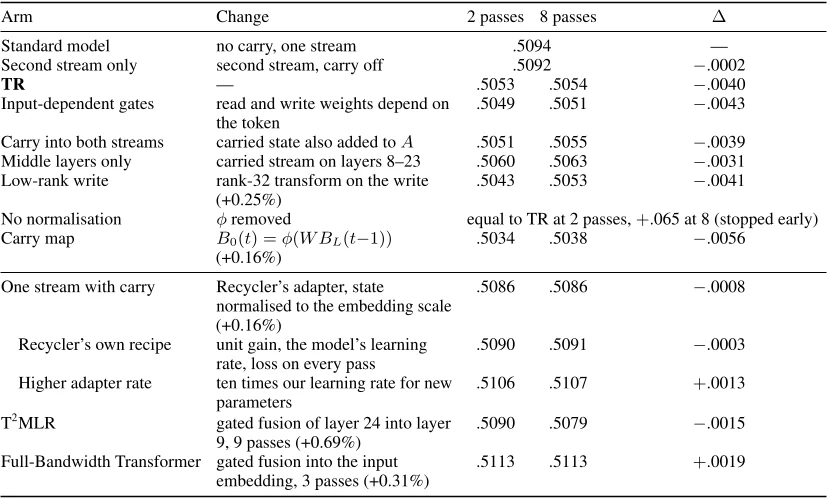 Arm Change 2 passes 8 passes Δ
Standard model no carry, one stream .5094 —
Second stream only second stream, carry off .5092 −.0002
TR — .5053 .5054 −.0040
Input-dependent gates read and write weights depend on .5049 .5051 −.0043
the token
Carry into both streams carried state also added to A .5051 .5055 −.0039
Middle layers only carried stream on layers 8–23 .5060 .5063 −.0031
Low-rank write rank-32 transform on the write .5043 .5053 −.0041
(+0.25%)
No normalisation ϕ removed equal to TR at 2 passes, +.065 at 8 (stopped early)
Carry map B₀(t) = ϕ(WB_L(t−1)) .5034 .5038 −.0056
(+0.16%)
One stream with carry Recycler's adapter, state .5086 .5086 −.0008
normalised to the embedding scale
(+0.16%)
Recycler's own recipe unit gain, the model's learning .5090 .5091 −.0003
rate, loss on every pass
Higher adapter rate ten times our learning rate for new .5106 .5107 +.0013
parameters
T²MLR gated fusion of layer 24 into layer .5090 .5079 −.0015
9, 9 passes (+0.69%)
Full-Bandwidth Transformer gated fusion into the input .5113 .5113 +.0019
embedding, 3 passes (+0.31%)